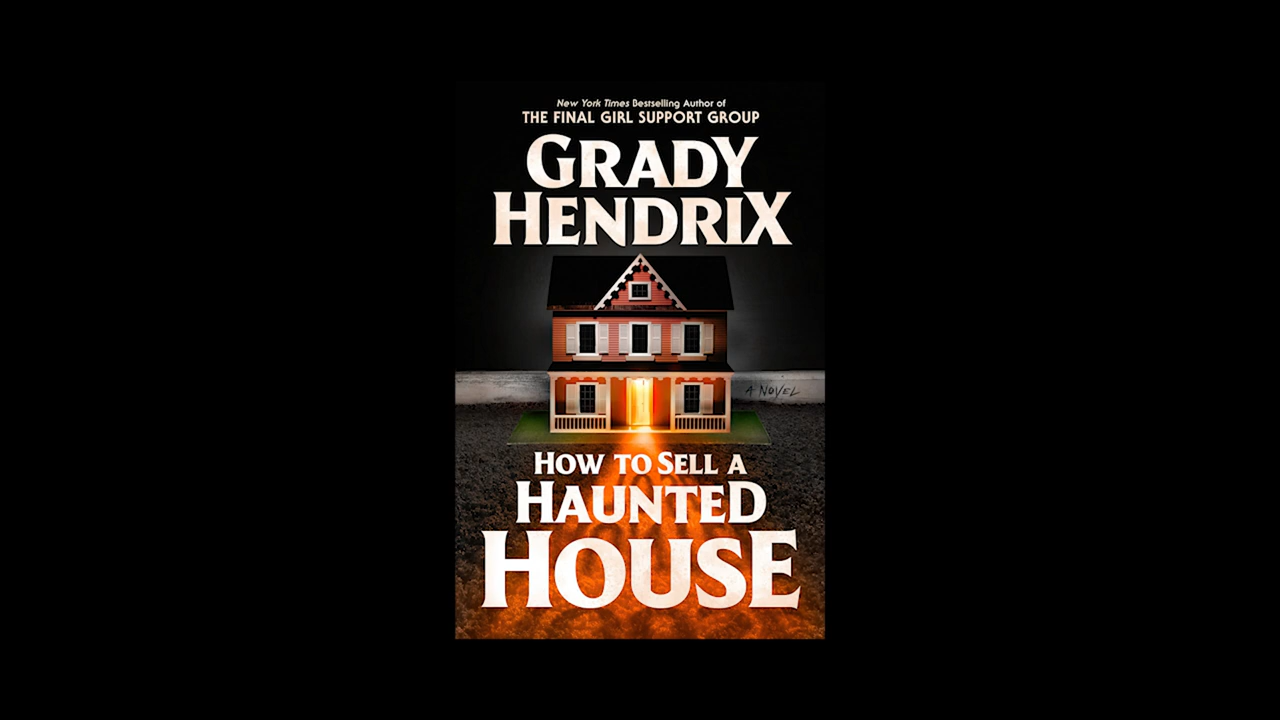 New York Times Bestselling Author of
THE FINAL GIRL SUPPORT GROUP
GRADY
HENDRIX
A NOVEL
HOW TO SELL A
HAUNTED
HOUSE